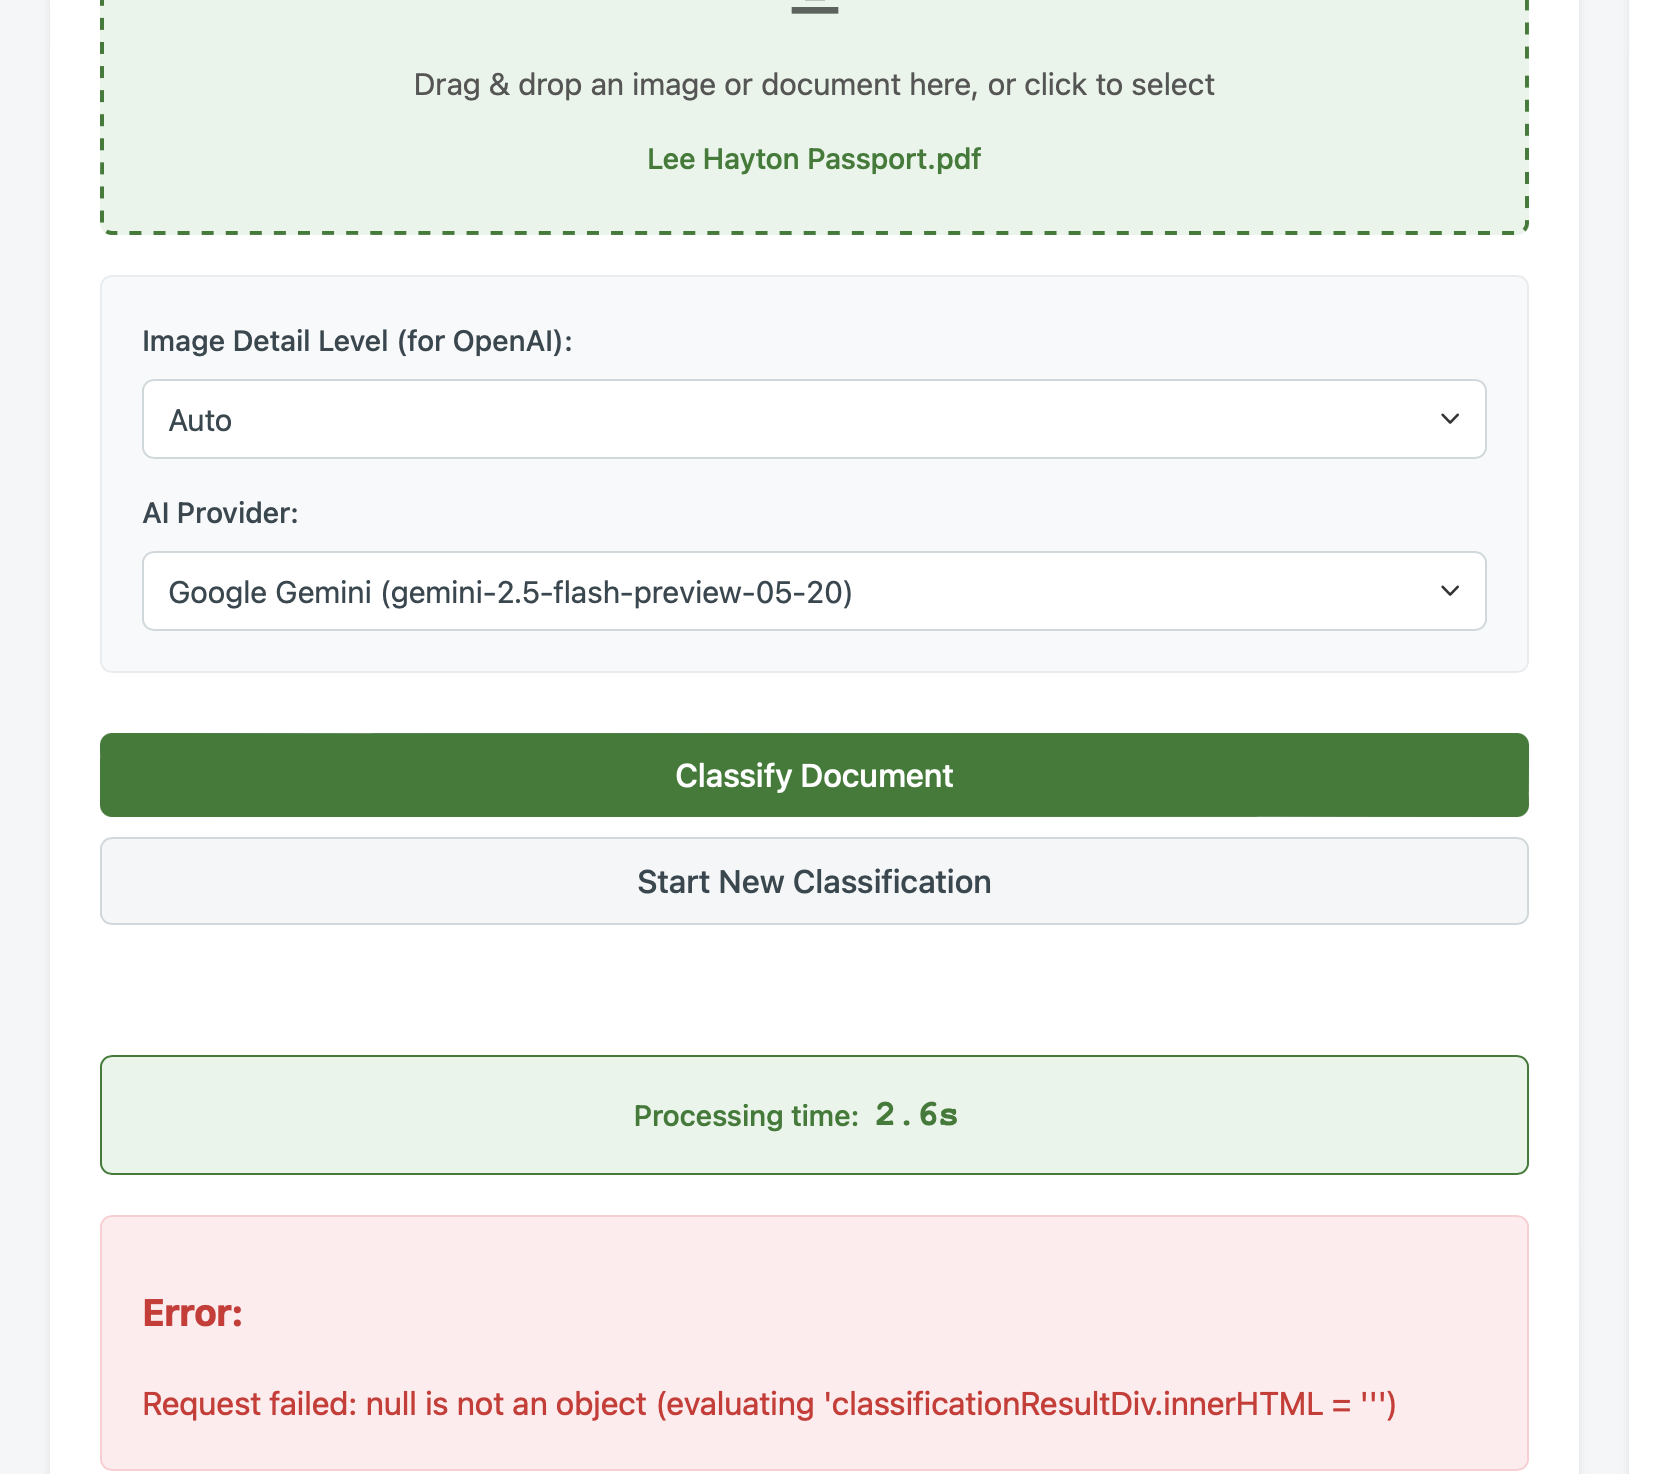 Drag & drop an image or document here, or click to select
Lee Hayton Passport.pdf
Image Detail Level (for OpenAI):
Auto
AI Provider:
Google Gemini (gemini-2.5-flash-preview-05-20)
Classify Document
Start New Classification
Processing time: 2.6s
Error:
Request failed: null is not an object (evaluating 'classificationResultDiv.innerHTML = ''')